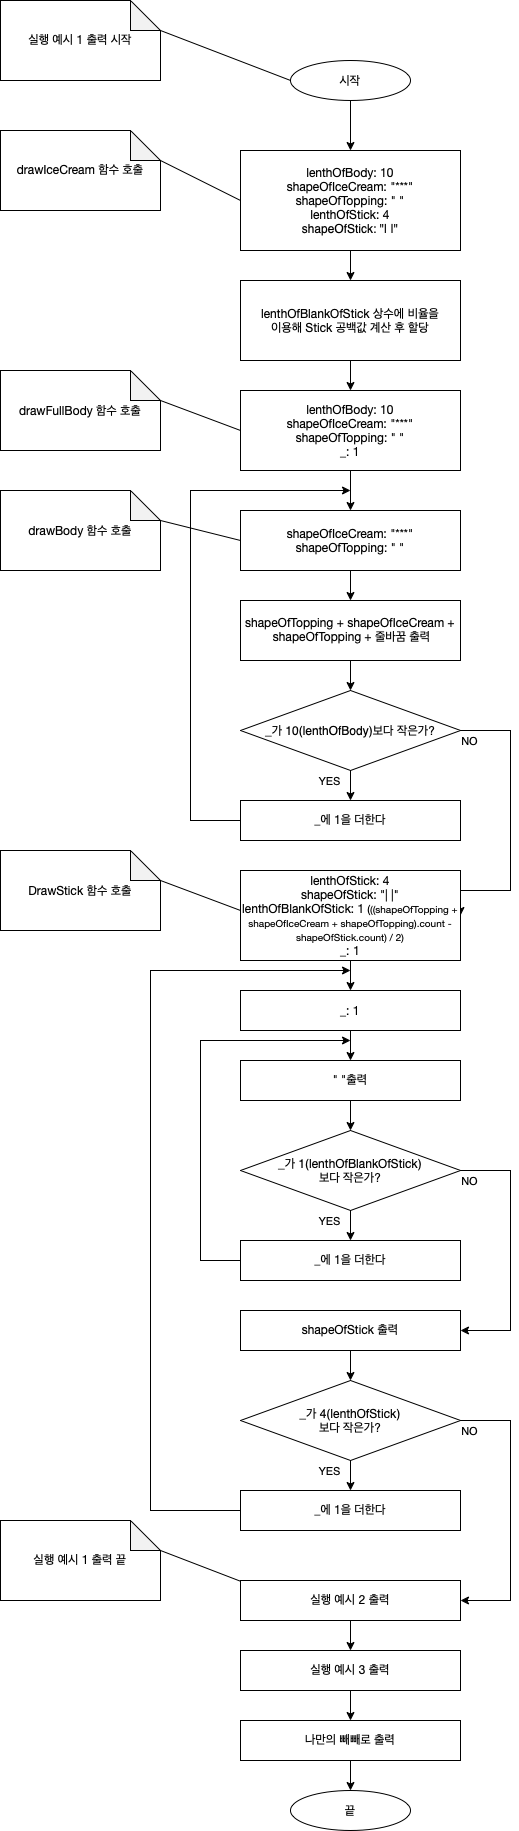 실행 예시 1 출력 시작
시작
drawIceCream 함수 호출
lenthOfBody: 10
shapeOfIceCream: "***"
shapeOfTopping: " "
lenthOfStick: 4
shapeOfStick: "| |"
lenthOfBlankOfStick 상수에 비율을
이용해 Stick 공백값 계산 후 할당
drawFullBody 함수 호출
lenthOfBody: 10
shapeOfIceCream: "***"
shapeOfTopping: " "
_: 1
drawBody 함수 호출
shapeOfIceCream: "***"
shapeOfTopping: " "
shapeOfTopping + shapeOfIceCream +
shapeOfTopping + 줄바꿈 출력
_가 10(lenthOfBody)보다 작은가?
NO
YES
_에 1을 더한다
DrawStick 함수 호출
lenthOfStick: 4
shapeOfStick: "| |"
lenthOfBlankOfStick: 1 (((shapeOfTopping +
shapeOfIceCream + shapeOfTopping).count -
shapeOfStick.count) / 2)
_: 1
_: 1
" "출력
_가 1(lenthOfBlankOfStick)
보다 작은가?
NO
YES
_에 1을 더한다
shapeOfStick 출력
_가 4(lenthOfStick)
보다 작은가?
NO
YES
_에 1을 더한다
실행 예시 1 출력 끝
실행 예시 2 출력
실행 예시 3 출력
나만의 빼빼로 출력
끝